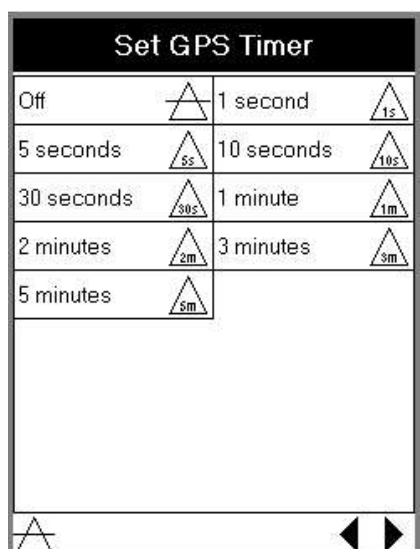 Set GPS Timer
Off 1 second 1s
5 seconds 5s 10 seconds 10s
30 seconds 30s 1 minute 1m
2 minutes 2m 3 minutes 3m
5 minutes 5m